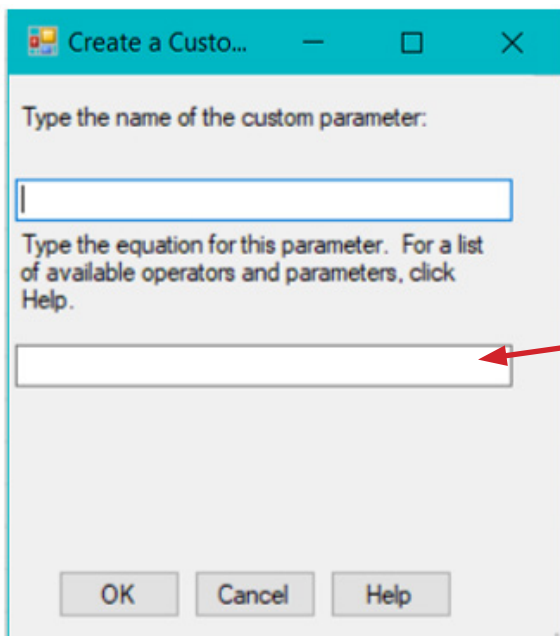 Create a Custo...
Type the name of the custom parameter:
Type the equation for this parameter.  For a list
of available operators and parameters, click
Help.
OK
Cancel
Help